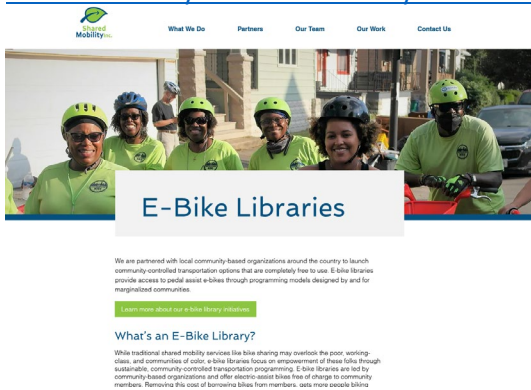 Shared
Mobility Inc.
What We Do
Partners
Our Team
Our Work
Contact Us
E-Bike Libraries
We are partnered with local community-based organizations around the country to launch
community-controlled transportation options that are completely free to use. E-bike libraries
provide access to pedal assist e-bikes through programming models designed by and for
marginalized communities.
Learn more about our e-bike library initiatives
What's an E-Bike Library?
While traditional shared mobility services like bike sharing may overlook the poor, working-
class, and communities of color, e-bike libraries focus on empowerment of these folks through
sustainable, community-controlled transportation programming. E-bike libraries are led by
community-based organizations and offer electric-assist bikes free of charge to community
members. Removing this cost of borrowing bikes from members, gets more people biking